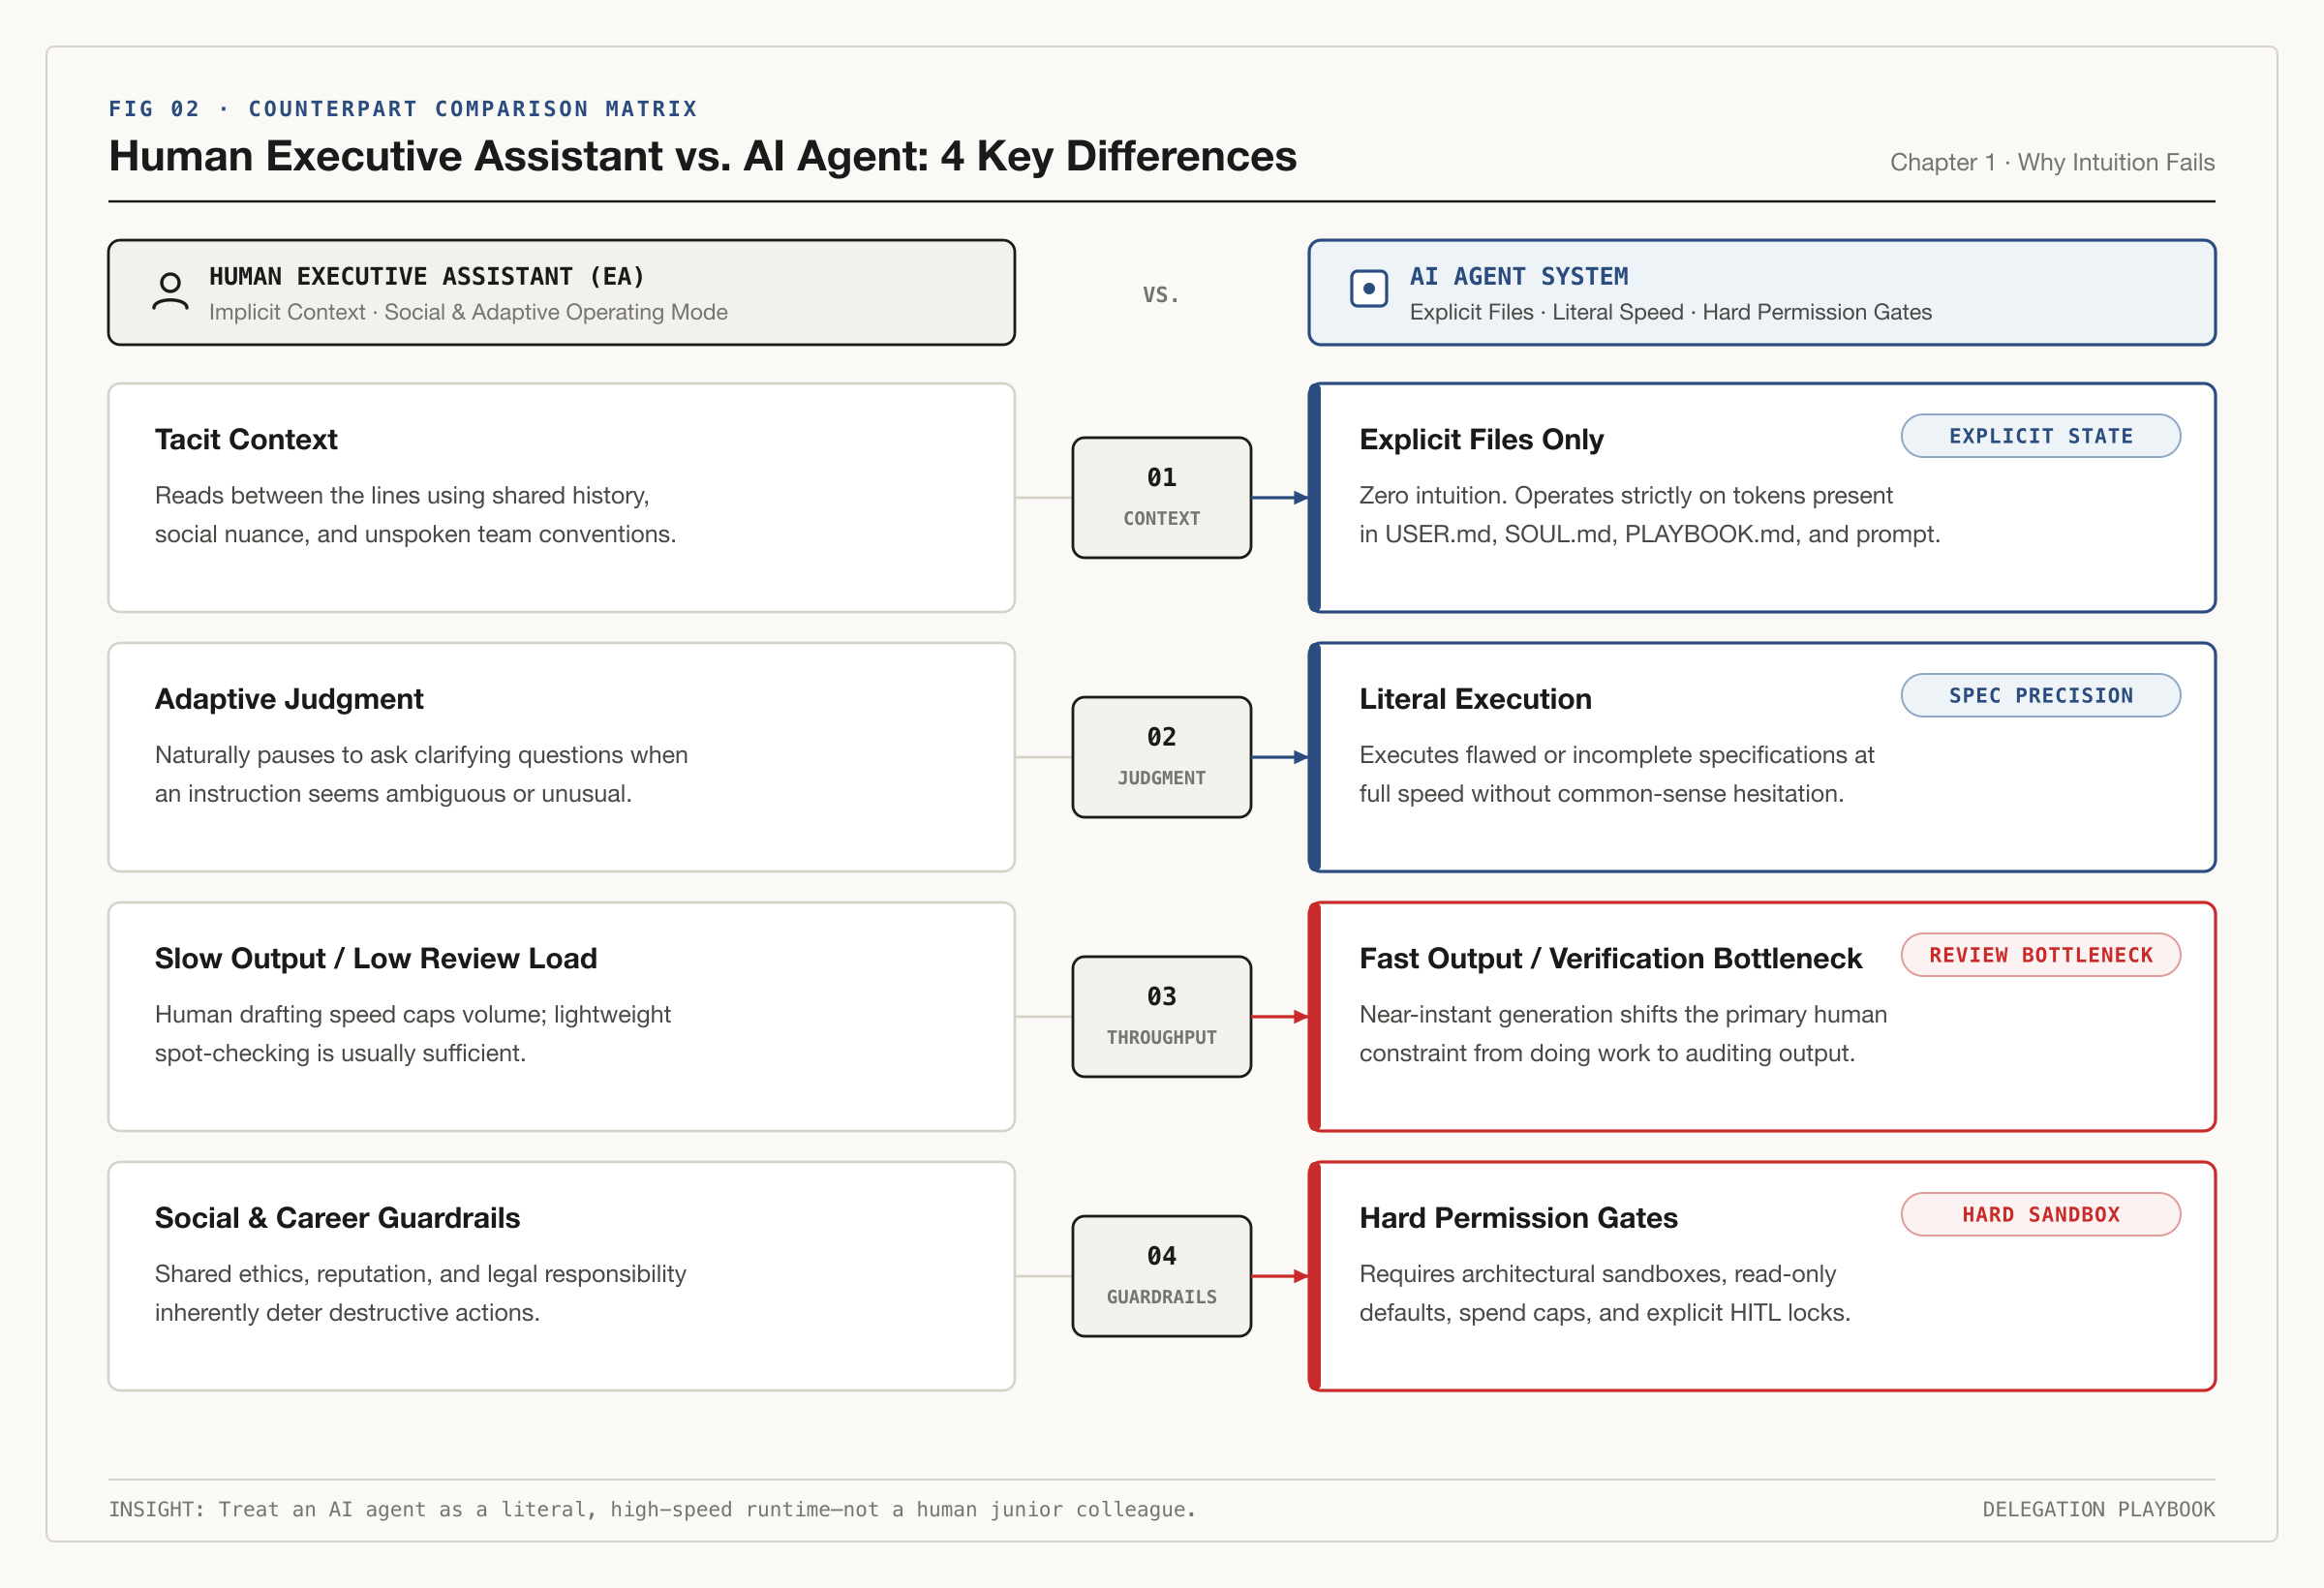 FIG 02 · COUNTERPART COMPARISON MATRIX
Human Executive Assistant vs. AI Agent: 4 Key Differences
Chapter 1 · Why Intuition Fails
HUMAN EXECUTIVE ASSISTANT (EA)
Implicit Context · Social & Adaptive Operating Mode
VS.
AI AGENT SYSTEM
Explicit Files · Literal Speed · Hard Permission Gates
Tacit Context
Reads between the lines using shared history,
social nuance, and unspoken team conventions.
01
CONTEXT
Explicit Files Only
EXPLICIT STATE
Zero intuition. Operates strictly on tokens present
in USER.md, SOUL.md, PLAYBOOK.md, and prompt.
Adaptive Judgment
Naturally pauses to ask clarifying questions when
an instruction seems ambiguous or unusual.
02
JUDGMENT
Literal Execution
SPEC PRECISION
Executes flawed or incomplete specifications at
full speed without common-sense hesitation.
Slow Output / Low Review Load
Human drafting speed caps volume; lightweight
spot-checking is usually sufficient.
03
THROUGHPUT
Fast Output / Verification Bottleneck
REVIEW BOTTLENECK
Near-instant generation shifts the primary human
constraint from doing work to auditing output.
Social & Career Guardrails
Shared ethics, reputation, and legal responsibility
inherently deter destructive actions.
04
GUARDRAILS
Hard Permission Gates
HARD SANDBOX
Requires architectural sandboxes, read-only
defaults, spend caps, and explicit HITL locks.
INSIGHT: Treat an AI agent as a literal, high-speed runtime—not a human junior colleague.
DELEGATION PLAYBOOK